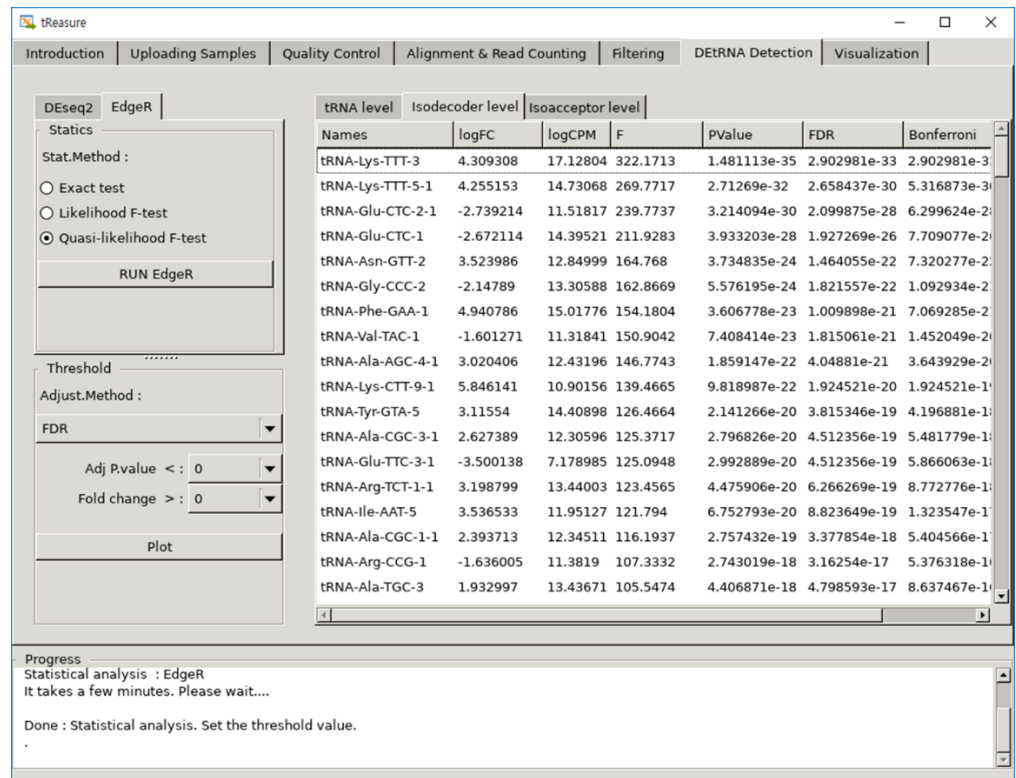 tReasure
Introduction Uploading Samples Quality Control Alignment & Read Counting Filtering DEtRNA Detection Visualization
DEseq2 EdgeR
Statics
Stat.Method :
Exact test
Likelihood F-test
Quasi-likelihood F-test
RUN EdgeR
Threshold
Adjust.Method :
FDR
Adj P.value < : 0
Fold change > : 0
Plot
tRNA level Isodecoder level Isoacceptor level
Names logFC logCPM F PValue FDR Bonferroni
tRNA-Lys-TTT-3 4.309308 17.12804 322.1713 1.481113e-35 2.902981e-33
tRNA-Lys-TTT-5-1 4.255153 14.73068 269.7717 2.71269e-32 2.658437e-30
tRNA-Glu-CTC-2-1 -2.739214 11.51817 239.7737 3.214094e-30 2.099875e-28
tRNA-Glu-CTC-1 -2.672114 14.39521 211.9283 3.933203e-28 1.927269e-26
tRNA-Asn-GTT-2 3.523986 12.84999 164.768 3.734835e-24 1.464055e-22
tRNA-Gly-CCC-2 -2.14789 13.30588 162.8669 5.576195e-24 1.821557e-22
tRNA-Phe-GAA-1 4.940786 15.01776 154.1804 3.606778e-23 1.009898e-21
tRNA-Val-TAC-1 -1.601271 11.31841 150.9042 7.408414e-23 1.815061e-21
tRNA-Ala-AGC-4-1 3.020406 12.43196 146.7743 1.859147e-22 4.04881e-21
tRNA-Lys-CTT-9-1 5.846141 10.90156 139.4665 9.818987e-22 1.924521e-20
tRNA-Tyr-GTA-5 3.11554 14.40898 126.4664 2.141266e-20 3.815346e-19
tRNA-Ala-CGC-3-1 2.627389 12.30596 125.3717 2.796826e-20 4.512356e-19
tRNA-Glu-TTC-3-1 -3.500138 7.178985 125.0948 2.992889e-20 4.512356e-19
tRNA-Arg-TCT-1-1 3.198799 13.44003 123.4565 4.475906e-20 6.266269e-19
tRNA-Ile-AAT-5 3.536533 11.95127 121.794 6.752793e-20 8.823649e-19
tRNA-Ala-CGC-1-1 2.393713 12.34511 116.1937 2.757432e-19 3.377854e-18
tRNA-Arg-CCG-1 -1.636005 11.3819 107.3332 2.743019e-18 3.16254e-17
tRNA-Ala-TGC-3 1.932997 13.43671 105.5474 4.406871e-18 4.798593e-17
Progress
Statistical analysis : EdgeR
It takes a few minutes. Please wait....
Done : Statistical analysis. Set the threshold value.
.